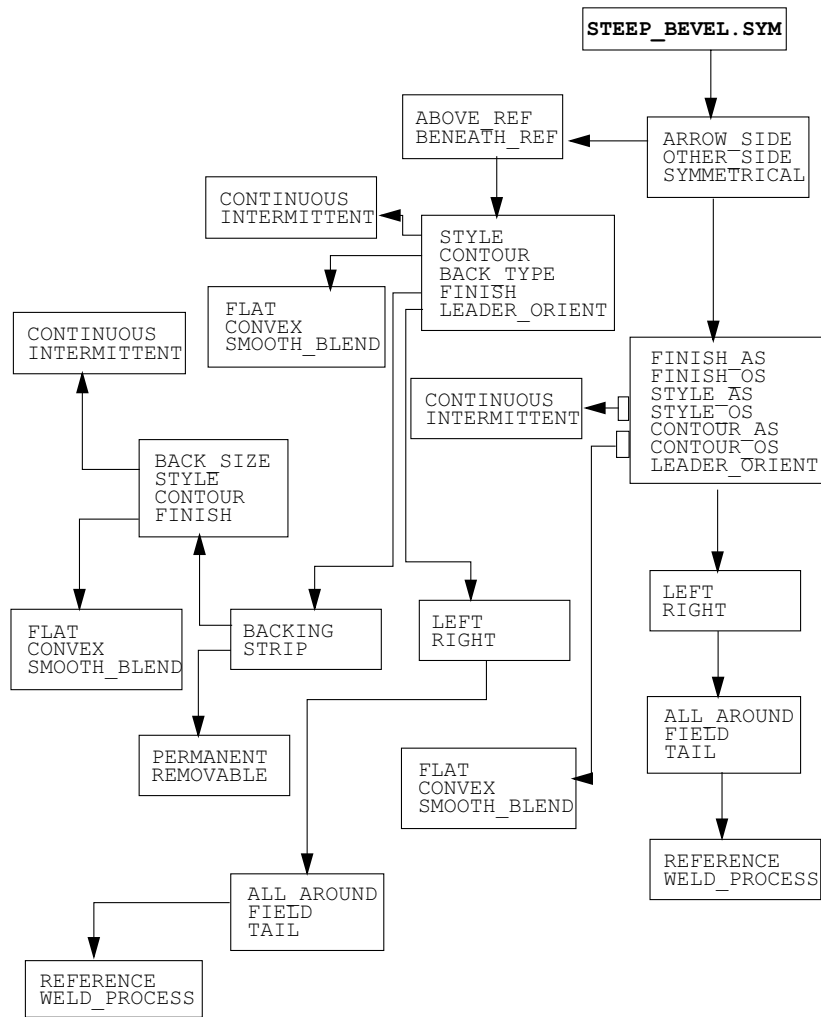 STEEP_BEVEL.SYM
ABOVE_REF
BENEATH_REF
ARROW_SIDE
OTHER_SIDE
SYMMETRICAL
CONTINUOUS
INTERMITTENT
STYLE
CONTOUR
BACK_TYPE
FINISH
LEADER_ORIENT
FLAT
CONVEX
SMOOTH_BLEND
CONTINUOUS
INTERMITTENT
FINISH_AS
FINISH_OS
STYLE_AS
STYLE_OS
CONTOUR_AS
CONTOUR_OS
LEADER_ORIENT
CONTINUOUS
INTERMITTENT
BACK_SIZE
STYLE
CONTOUR
FINISH
LEFT
RIGHT
FLAT
CONVEX
SMOOTH_BLEND
BACKING
STRIP
LEFT
RIGHT
ALL_AROUND
FIELD
TAIL
PERMANENT
REMOVABLE
FLAT
CONVEX
SMOOTH_BLEND
REFERENCE
WELD_PROCESS
ALL_AROUND
FIELD
TAIL
REFERENCE
WELD_PROCESS